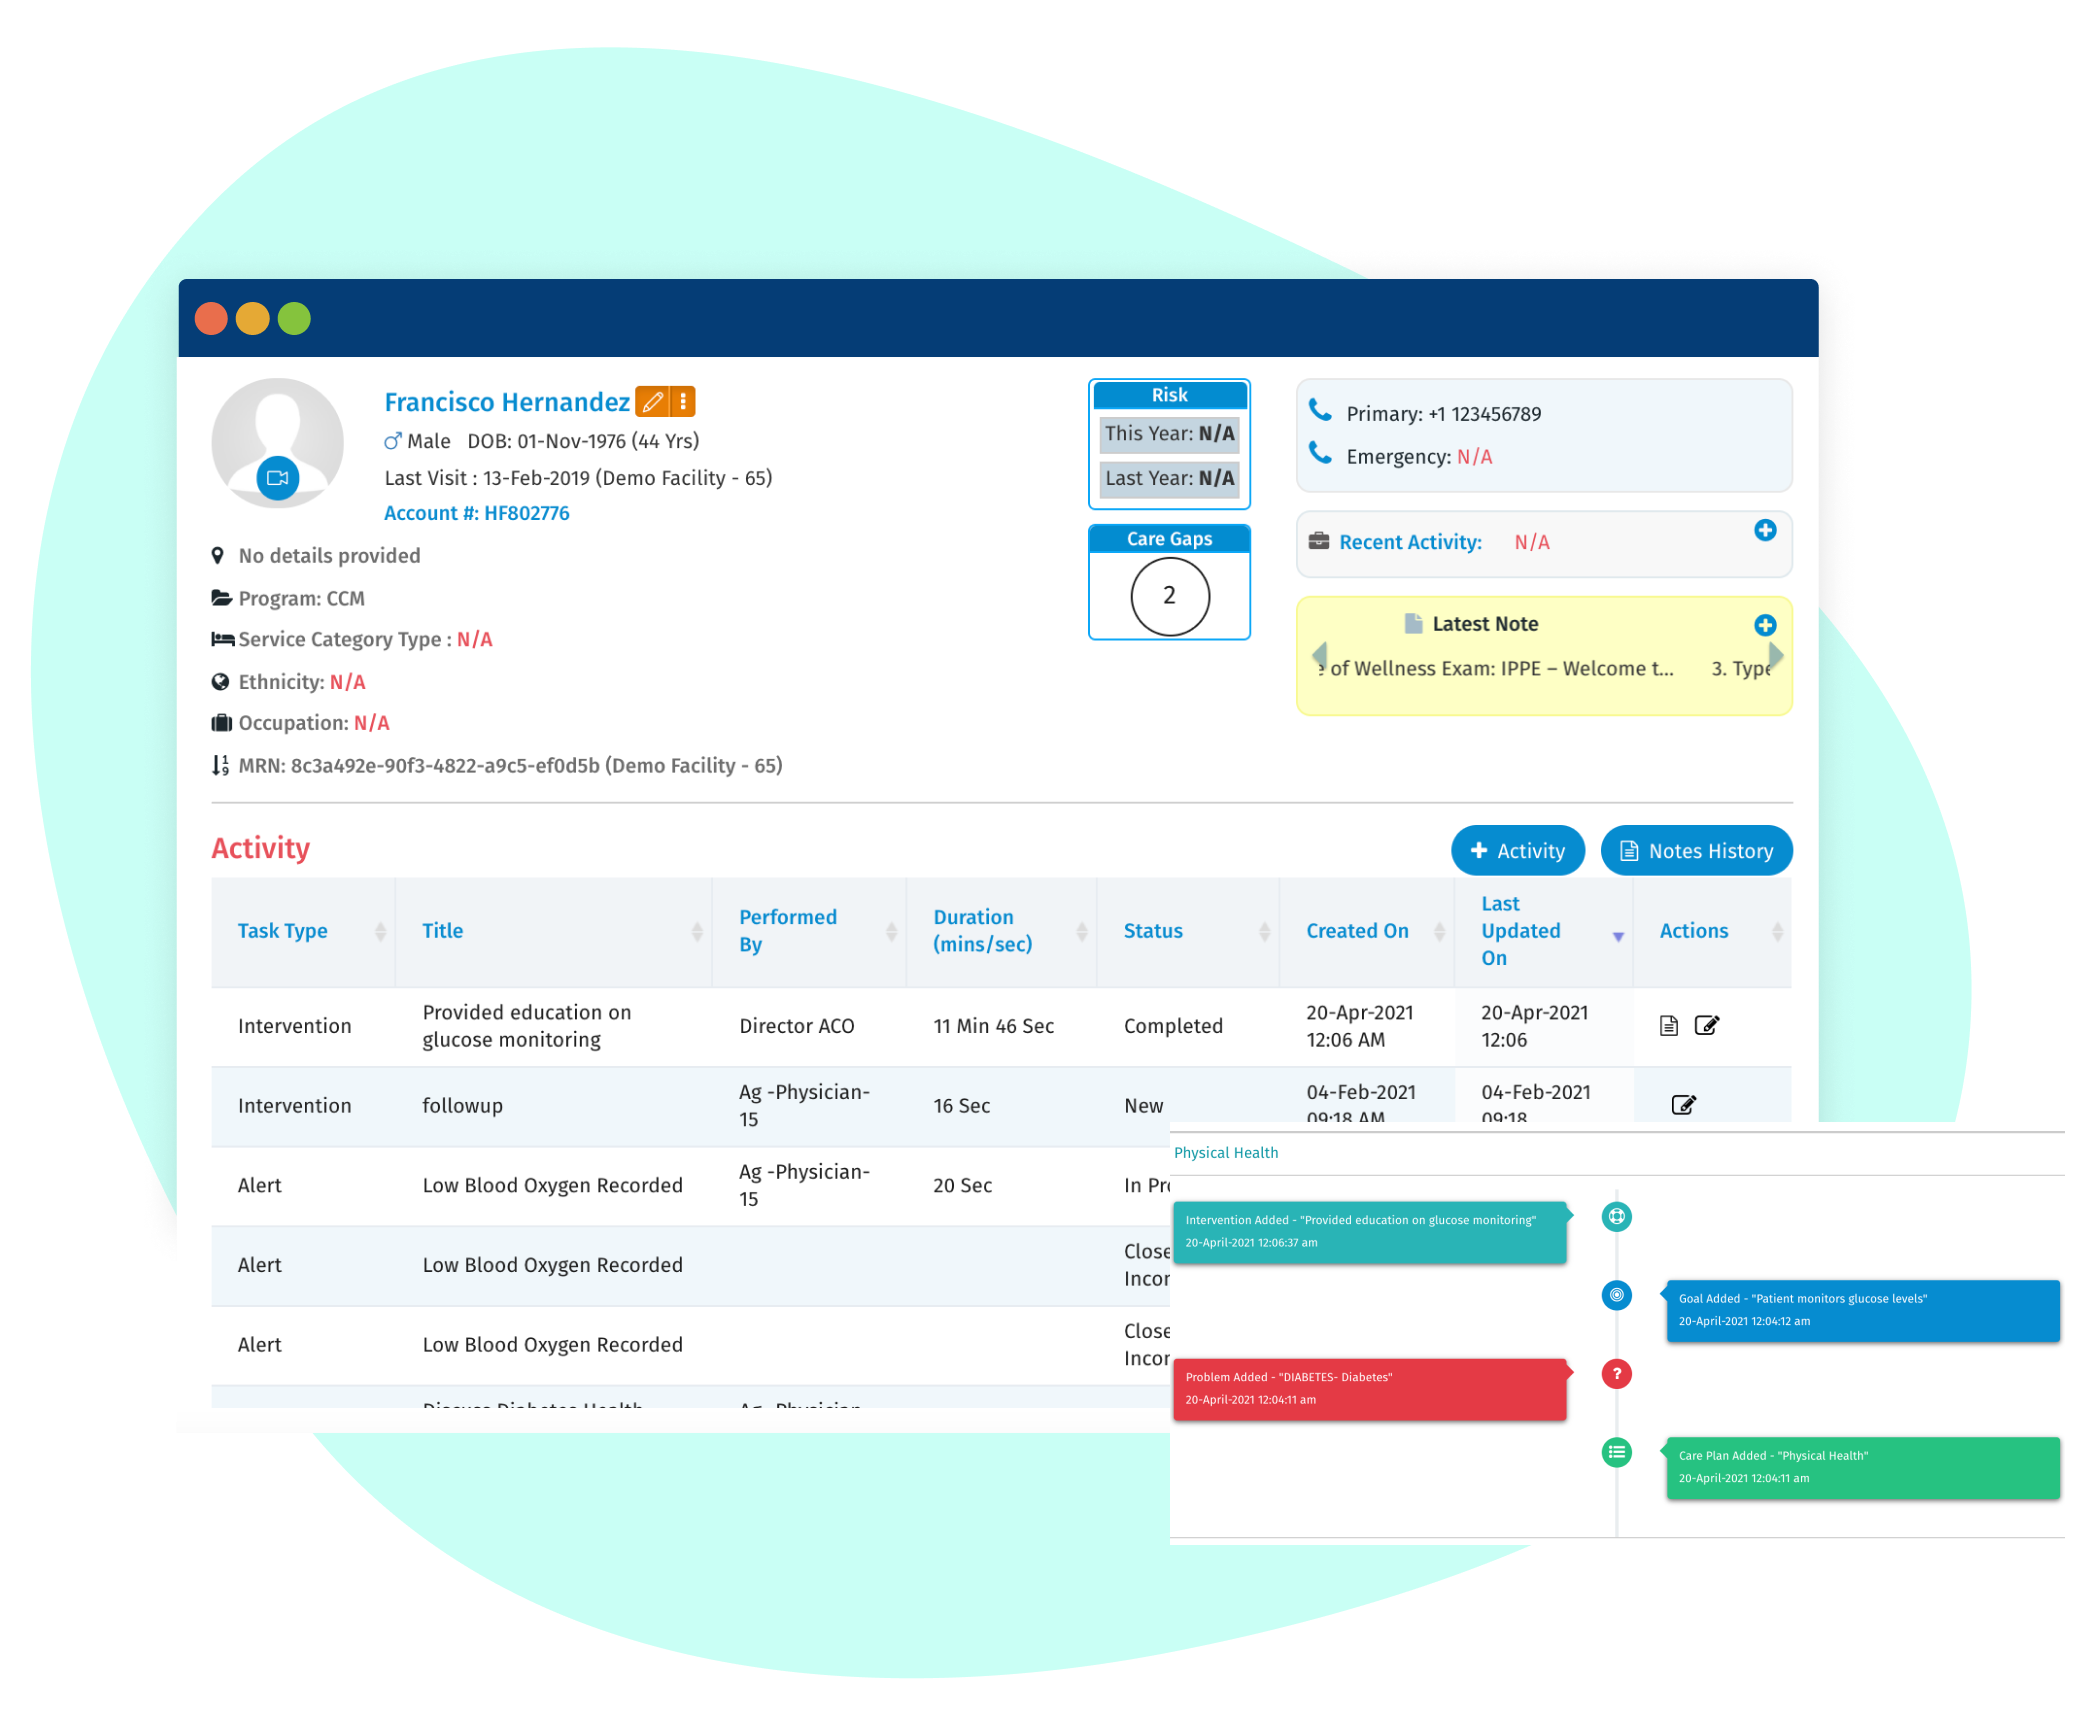 Francisco Hernandez
Male DOB: 01-Nov-1976 (44 Yrs)
Last Visit : 13-Feb-2019 (Demo Facility - 65)
Account #: HF802776
No details provided
Program: CCM
Service Category Type : N/A
Ethnicity: N/A
Occupation: N/A
MRN: 8c3a492e-90f3-4822-a9c5-ef0d5b (Demo Facility - 65)
Risk
This Year: N/A
Last Year: N/A
Care Gaps
2
Primary: +1 123456789
Emergency: N/A
Recent Activity: N/A
Latest Note
of Wellness Exam: IPPE – Welcome t... 3. Type
Activity
Activity
Notes History
Task Type
Title
Performed
By
Duration
(mins/sec)
Status
Created On
Last
Updated
On
Actions
Intervention
Provided education on
glucose monitoring
Director ACO
11 Min 46 Sec
Completed
20-Apr-2021
12:06 AM
20-Apr-2021
12:06
Intervention
followup
Ag -Physician-
15
16 Sec
New
04-Feb-2021
09:18 AM
04-Feb-2021
09:18
Alert
Low Blood Oxygen Recorded
Ag -Physician-
15
20 Sec
In Pro
Alert
Low Blood Oxygen Recorded
Close
Incor
Alert
Low Blood Oxygen Recorded
Close
Incor
Discuss Diabetes Health
Ag -Physician-
Physical Health
Intervention Added - "Provided education on glucose monitoring"
20-April-2021 12:06:37 am
Goal Added - "Patient monitors glucose levels"
20-April-2021 12:04:12 am
Problem Added - "DIABETES- Diabetes"
20-April-2021 12:04:11 am
Care Plan Added - "Physical Health"
20-April-2021 12:04:11 am